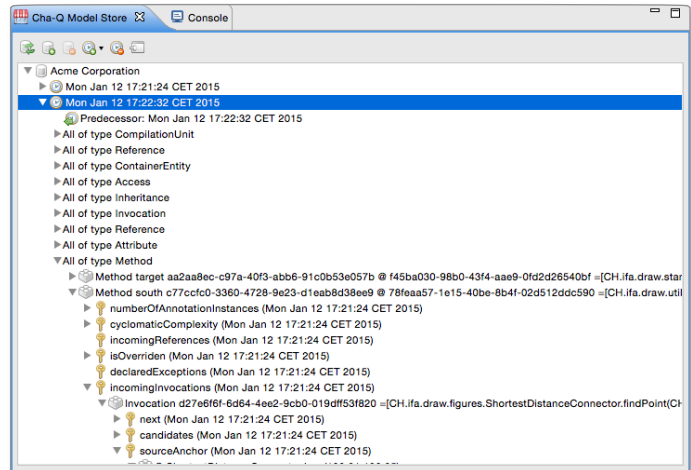 Cha-Q Model Store
Console
Acme Corporation
Mon Jan 12 17:21:24 CET 2015
Mon Jan 12 17:22:32 CET 2015
Predecessor: Mon Jan 12 17:22:32 CET 2015
All of type CompilationUnit
All of type Reference
All of type ContainerEntity
All of type Access
All of type Inheritance
All of type Invocation
All of type Reference
All of type Attribute
All of type Method
Method target aa2aa8ec-c97a-40f3-abb6-91c0b53e057b @ f45ba030-98b0-43f4-aae9-0fd2d26540bf =[CH.ifa.draw.star
Method south c77ccfc0-3360-4728-9e23-d1eab8d38ee9 @ 78feaa57-1e15-40be-8b4f-02d512ddc590 =[CH.ifa.draw.util
numberOfAnnotationInstances (Mon Jan 12 17:21:24 CET 2015)
cyclomaticComplexity (Mon Jan 12 17:21:24 CET 2015)
incomingReferences (Mon Jan 12 17:21:24 CET 2015)
isOverriden (Mon Jan 12 17:21:24 CET 2015)
declaredExceptions (Mon Jan 12 17:21:24 CET 2015)
incomingInvocations (Mon Jan 12 17:21:24 CET 2015)
Invocation d27e6f6f-6d64-4ee2-9cb0-019dff53f820 =[CH.ifa.draw.figures.ShortestDistanceConnector.findPoint(CH
next (Mon Jan 12 17:21:24 CET 2015)
candidates (Mon Jan 12 17:21:24 CET 2015)
sourceAnchor (Mon Jan 12 17:21:24 CET 2015)